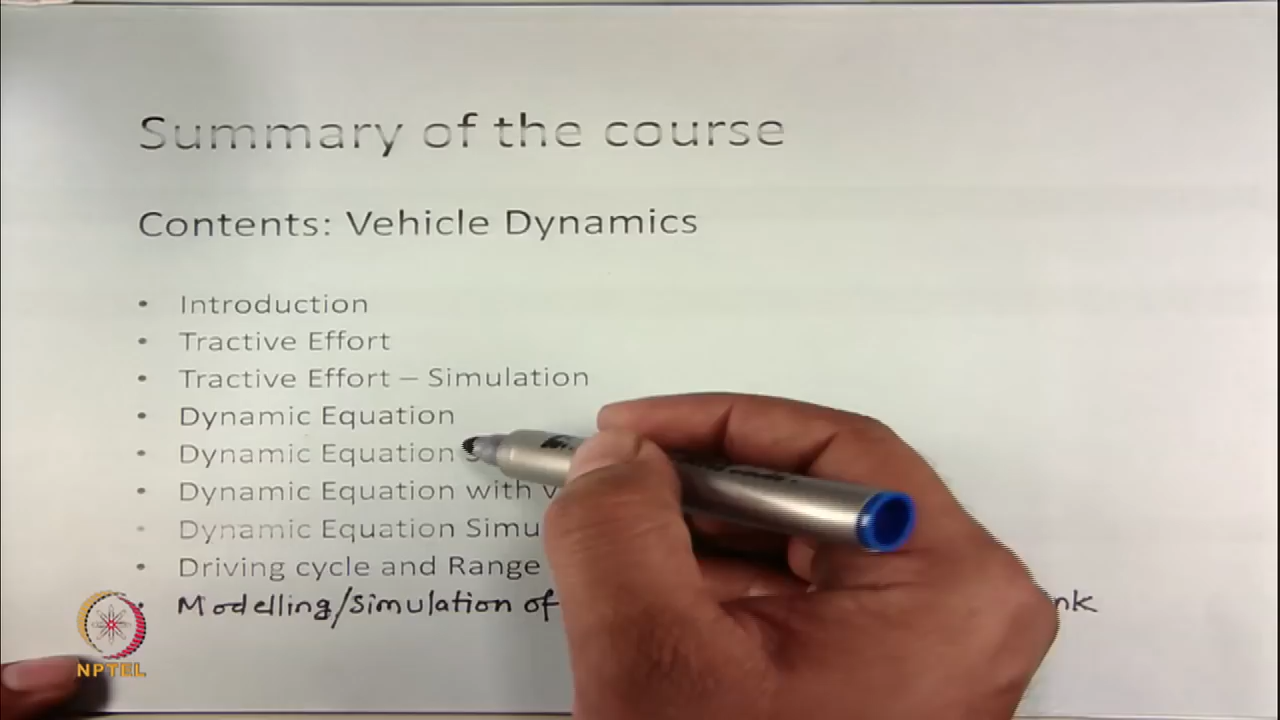 Summary of the course
Contents: Vehicle Dynamics
• Introduction
• Tractive Effort
• Tractive Effort – Simulation
• Dynamic Equation
• Dynamic Equation
• Dynamic Equation with
• Dynamic Equation
• Driving cycle and Range
• Modelling/Simulation of
NPTEL